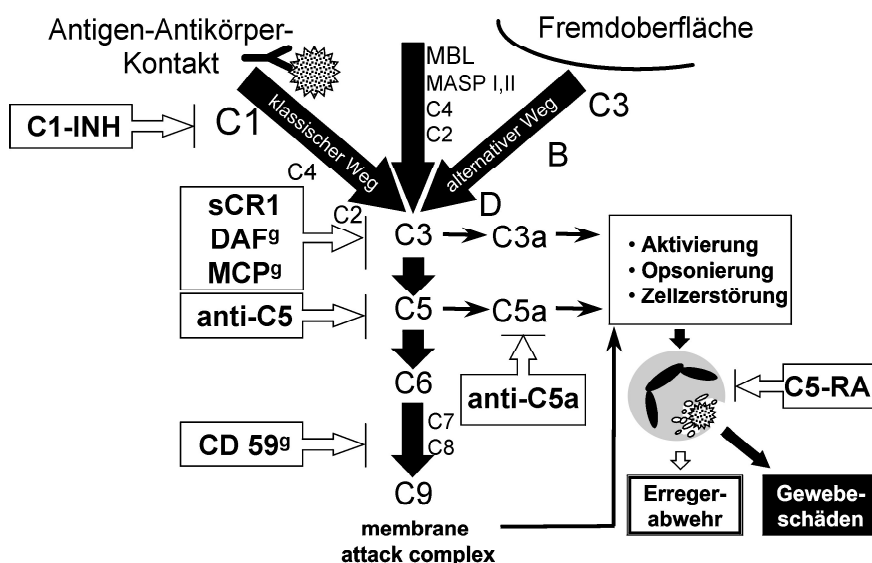 Antigen-Antikörper-
Kontakt
Fremdoberfläche
MBL
MASP I,II
C4
C2
C1-INH
C1
klassischer Weg
alternativer Weg
C3
B
C4
C2
D
sCR1
DAFᵍ
MCPᵍ
C3
C3a
• Aktivierung
• Opsonierung
• Zellzerstörung
anti-C5
C5
C5a
C6
anti-C5a
C5-RA
CD 59ᵍ
C7
C8
C9
membrane
attack complex
Erreger-
abwehr
Gewebe-
schäden